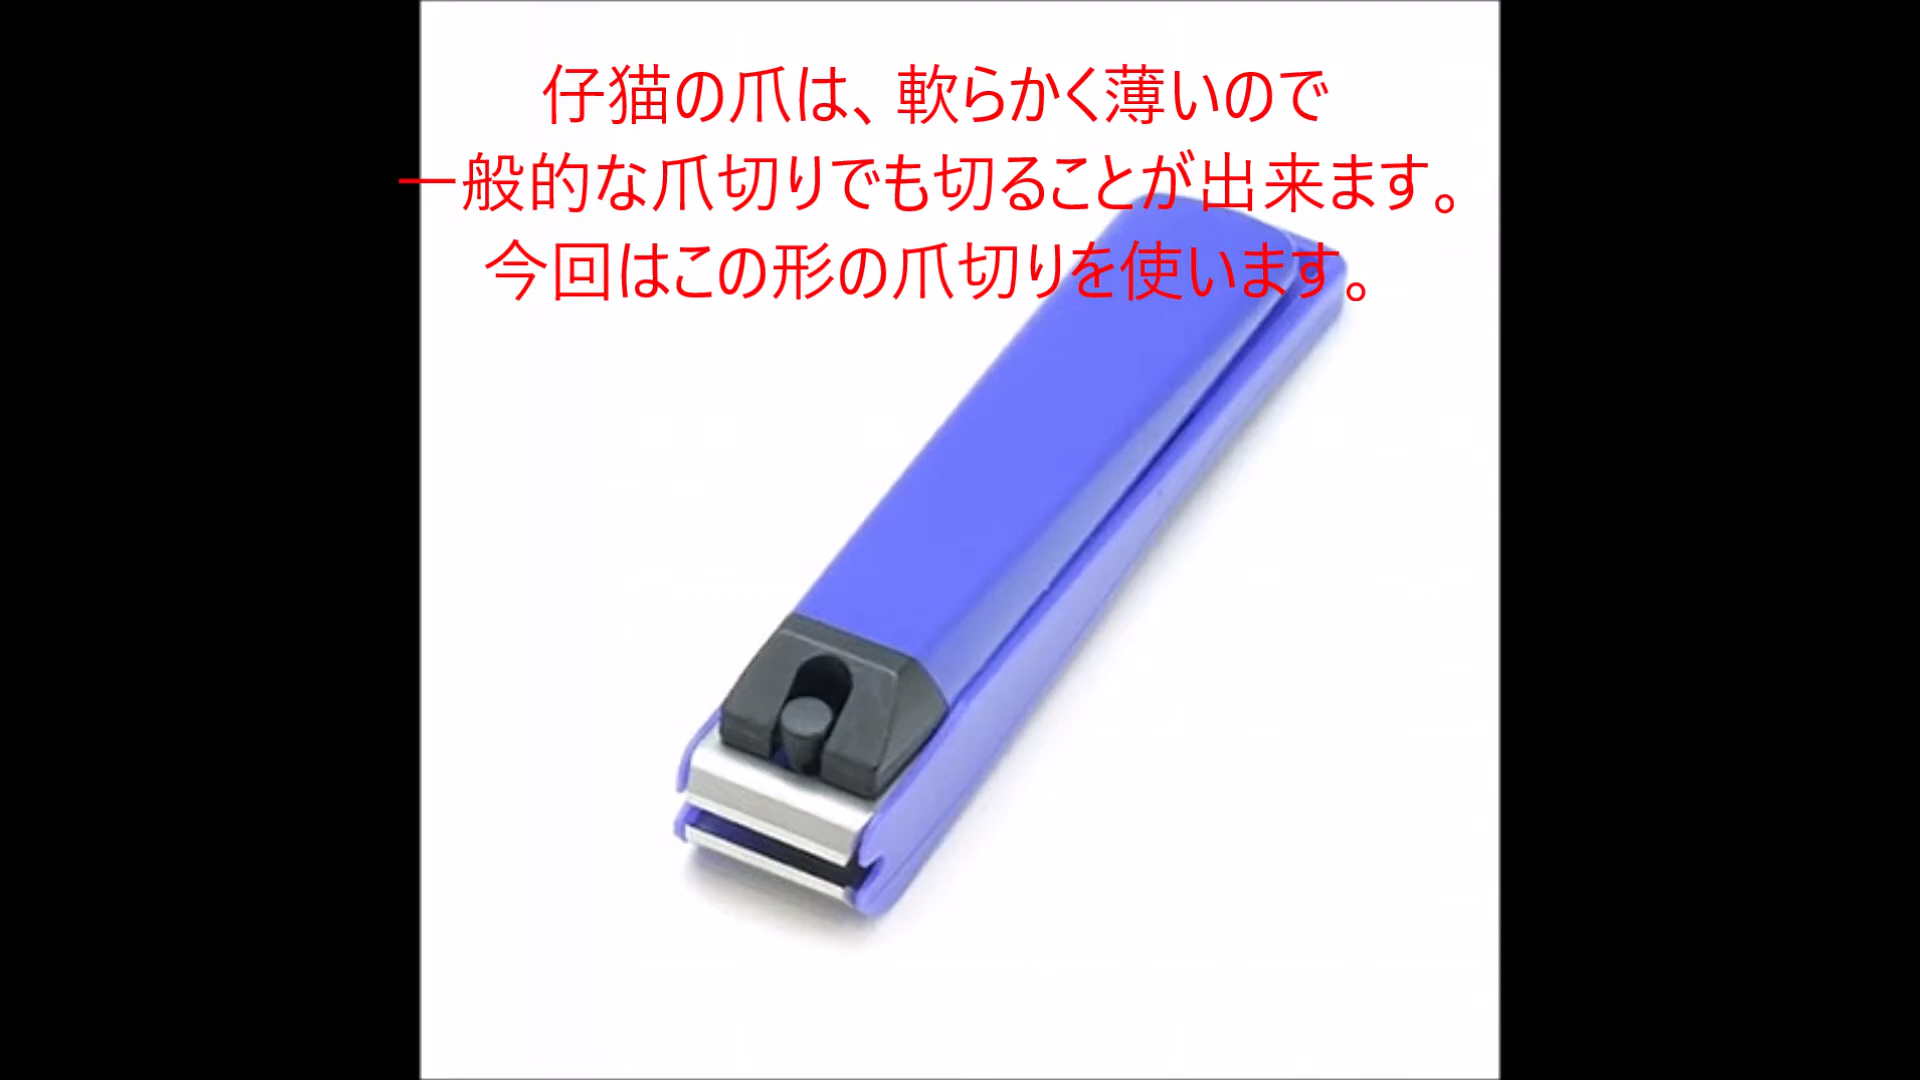 仔猫の爪は、軟らかく薄いので
一般的な爪切りでも切ることが出来ます。
今回はこの形の爪切りを使います。